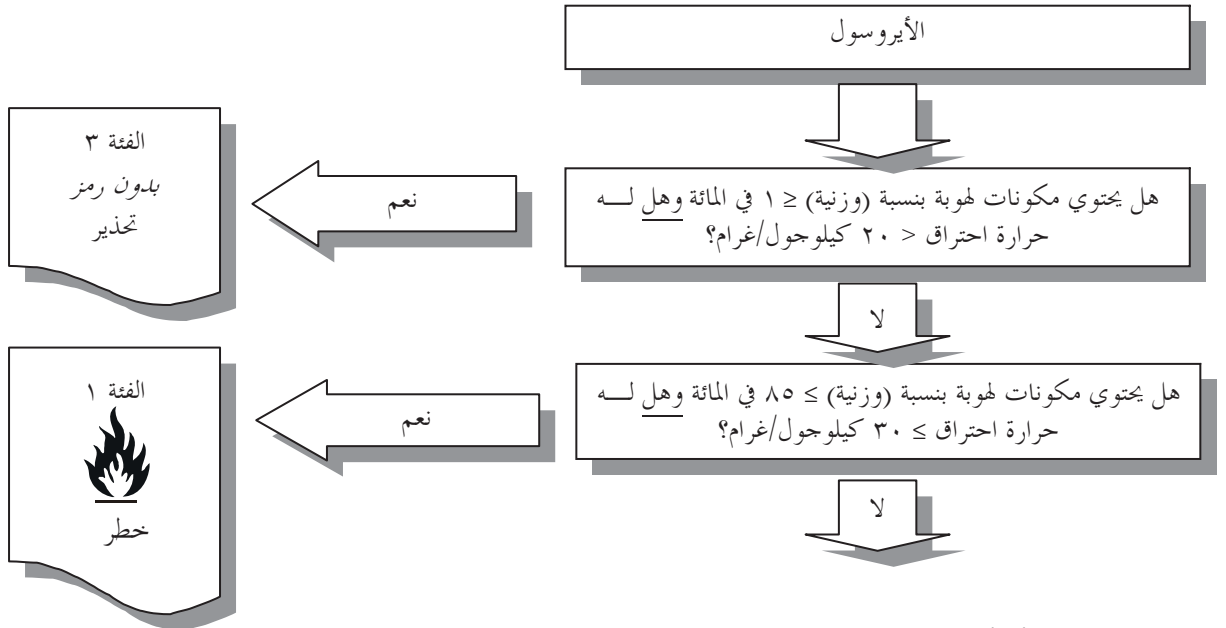 الأيروسول
هل يحتوي مكونات لهوبة بنسبة (وزنية) ≤ ١ في المائة وهل لـــه
حرارة احتراق < ٢٠ كيلوجول/غرام؟
نعم
الفئة ٣
بدون رمز
تحذير
لا
هل يحتوي مكونات لهوبة بنسبة (وزنية) ≥ ٨٥ في المائة وهل لـــه
حرارة احتراق ≥ ٣٠ كيلوجول/غرام؟
نعم
الفئة ١
خطر
لا